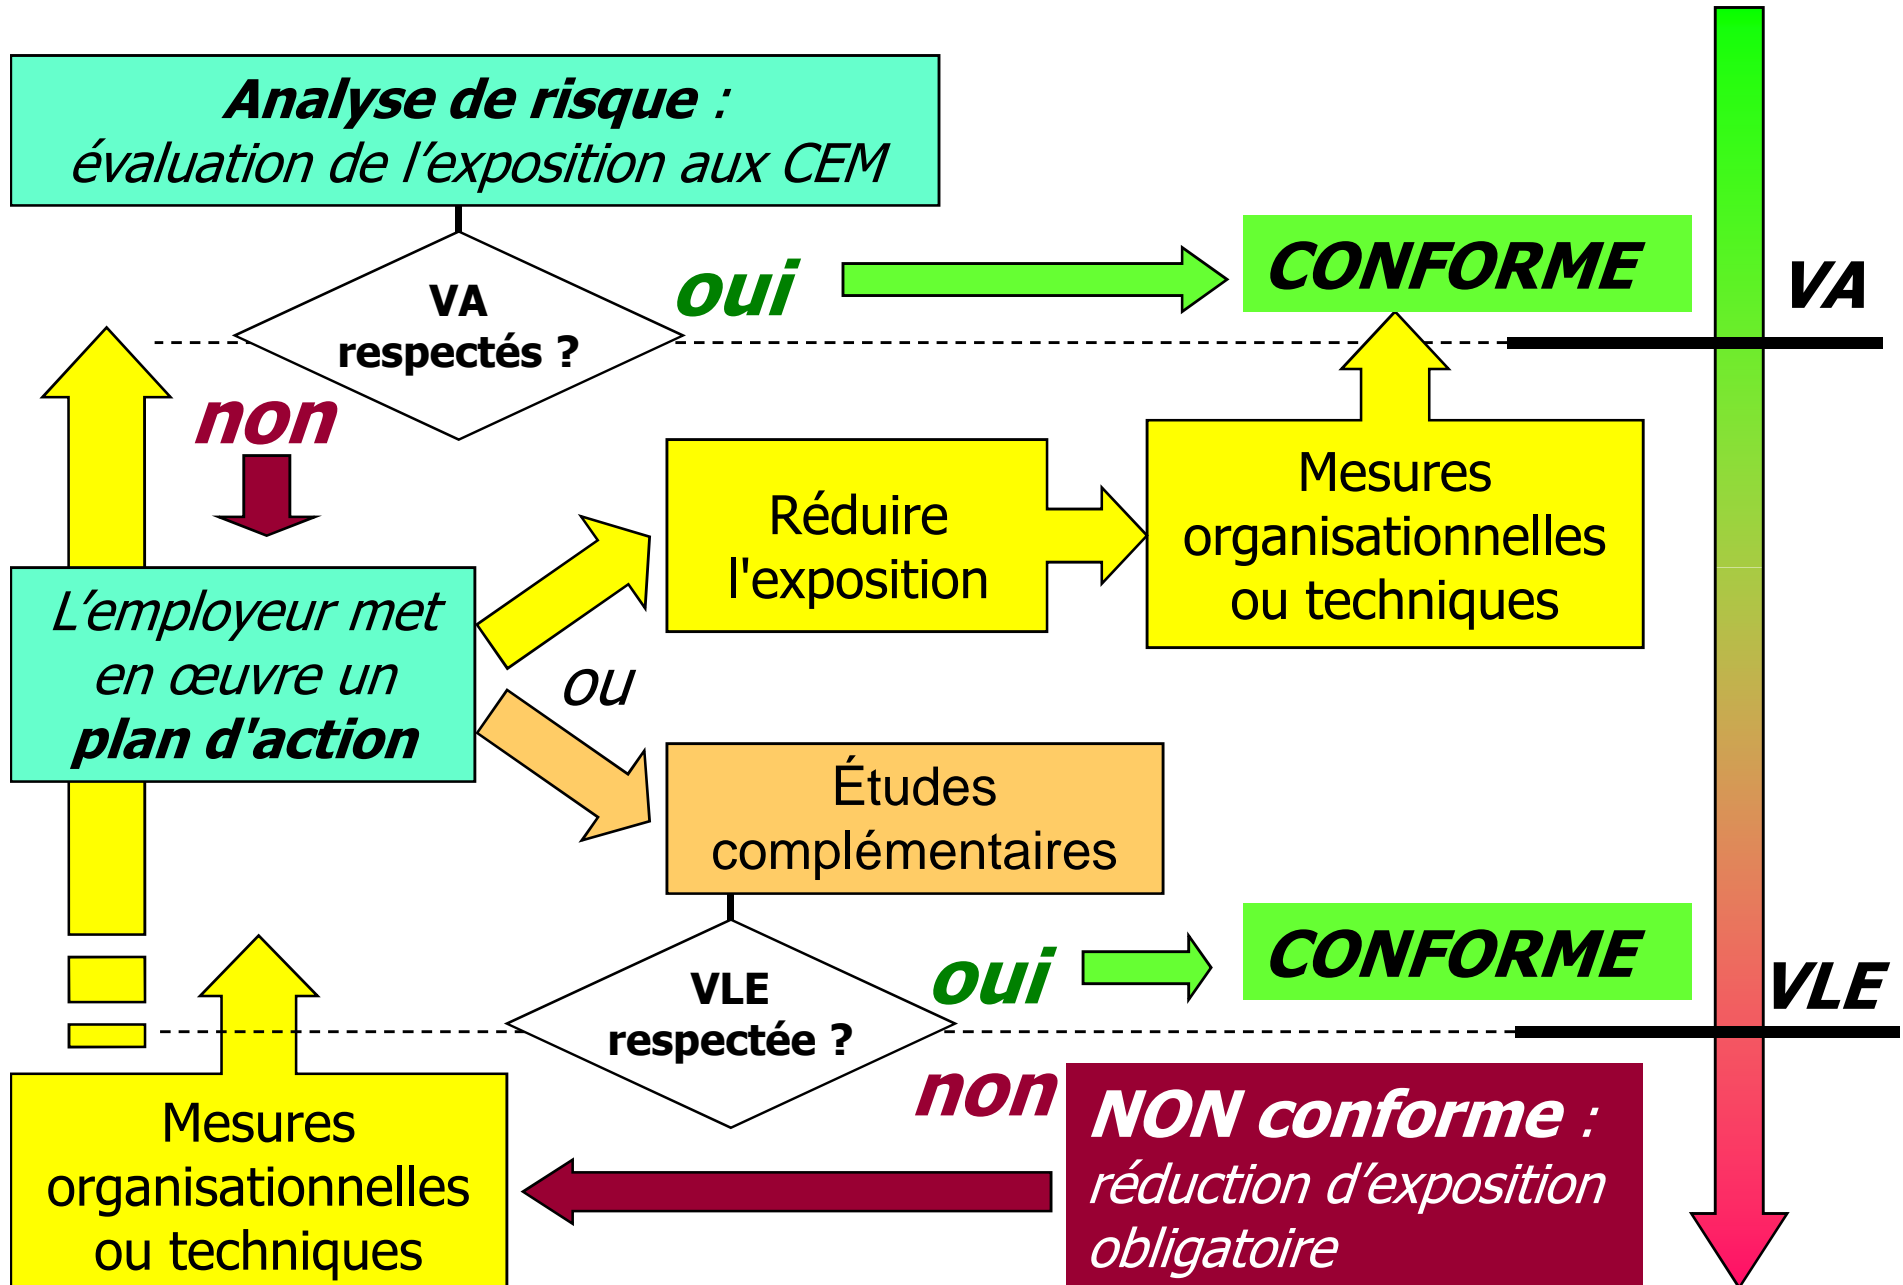 Analyse de risque :
évaluation de l’exposition aux CEM
VA
respectés ?
oui
CONFORME
VA
non
Réduire
l'exposition
Mesures
organisationnelles
ou techniques
L’employeur met
en œuvre un
plan d'action
ou
Études
complémentaires
VLE
respectée ?
oui
CONFORME
VLE
non
NON conforme :
réduction d’exposition
obligatoire
Mesures
organisationnelles
ou techniques